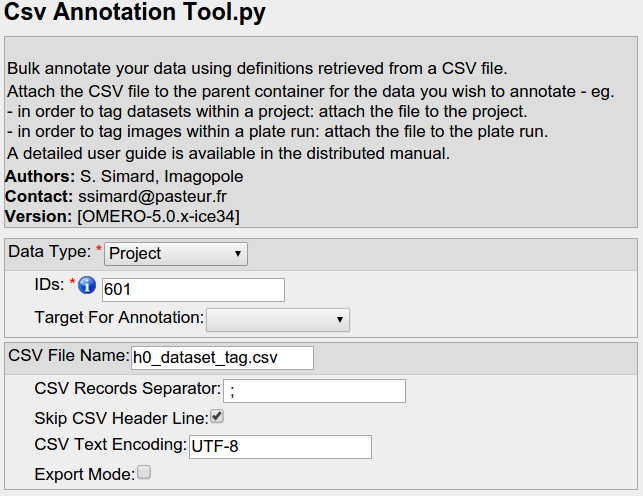 Csv Annotation Tool.py
Bulk annotate your data using definitions retrieved from a CSV file.
Attach the CSV file to the parent container for the data you wish to annotate - eg.
- in order to tag datasets within a project: attach the file to the project.
- in order to tag images within a plate run: attach the file to the plate run.
A detailed user guide is available in the distributed manual.
Authors: S. Simard, Imagopole
Contact: ssimard@pasteur.fr
Version: [OMERO-5.0.x-ice34]
Data Type: * Project
IDs: * 601
Target For Annotation:
CSV File Name: h0_dataset_tag.csv
CSV Records Separator: ;
Skip CSV Header Line:
CSV Text Encoding: UTF-8
Export Mode: